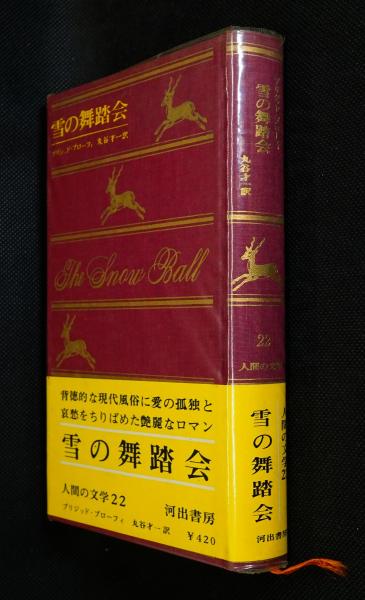 雪の舞踏会
ブリジッド・ブローフィ 丸谷才一訳
The Snow Ball
背徳的な現代風俗に愛の孤独と
哀愁をちりばめた艶麗なロマン
雪の舞踏会
人間の文学22
ブリジッド・ブローフィ 丸谷才一訳
河出書房
¥420
ブリジッド・ブローフィ
雪の舞踏会
丸谷才一訳
22
人間の文学
人間の文学22
雪の舞踏会
河出書房